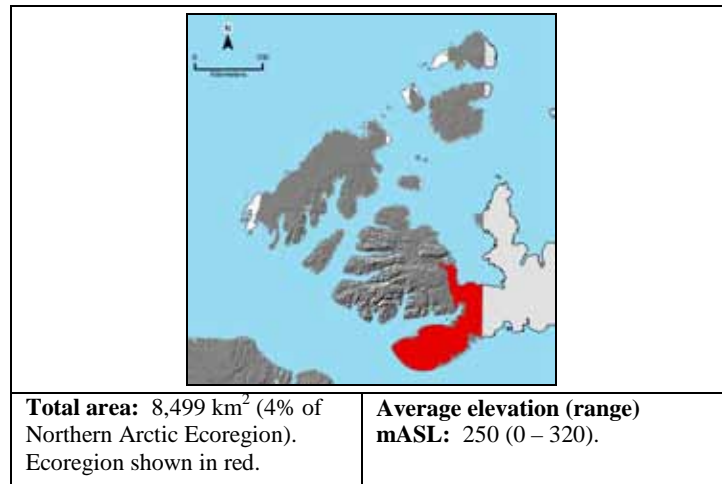 N
0
Total area: 8,499 km2 (4% of
Northern Arctic Ecoregion).
Ecoregion shown in red.
Average elevation (range)
mASL: 250 (0 – 320).